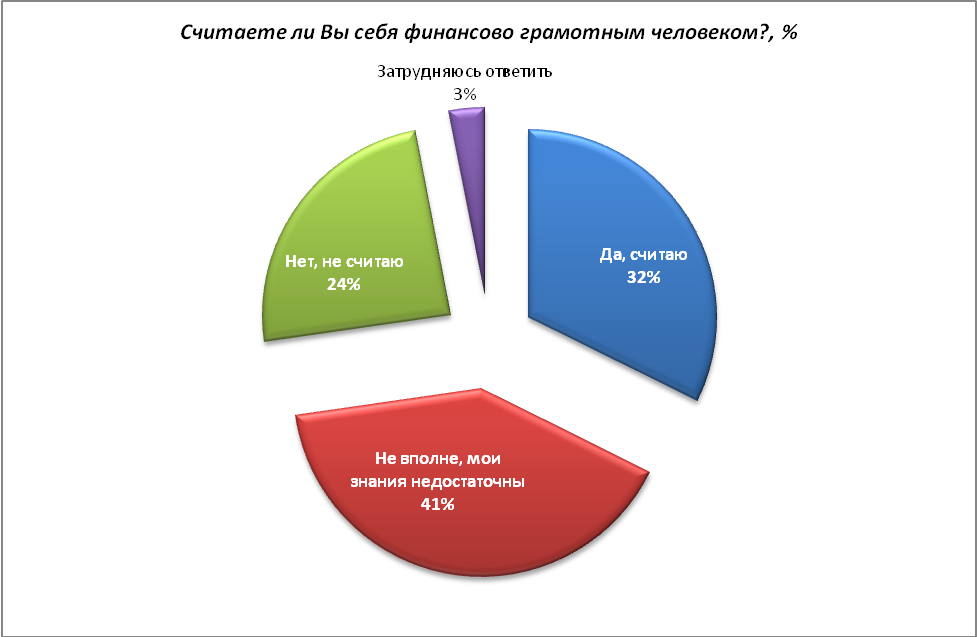 Считаете ли Вы себя финансово грамотным человеком?, %
Затрудняюсь ответить
3%
Да, считаю
32%
Нет, не считаю
24%
Не вполне, мои
знания недостаточны
41%